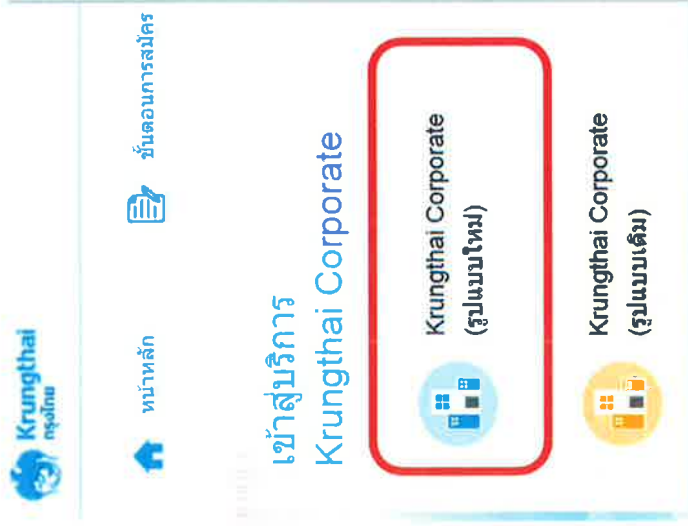 Krungthai
กรุงไทย
หน้าหลัก
ขั้นตอนการสมัคร
เข้าสู่บริการ
Krungthai Corporate
Krungthai Corporate
(รูปแบบใหม่)
Krungthai Corporate
(รูปแบบเดิม)